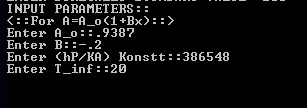 INPUT PARAMETERS::
(::For A=A_o(1+Bx)::)
Enter A_o::.9387
Enter B::-.2
Enter (hP/KA) Konstt::386548
Enter T_inf::20